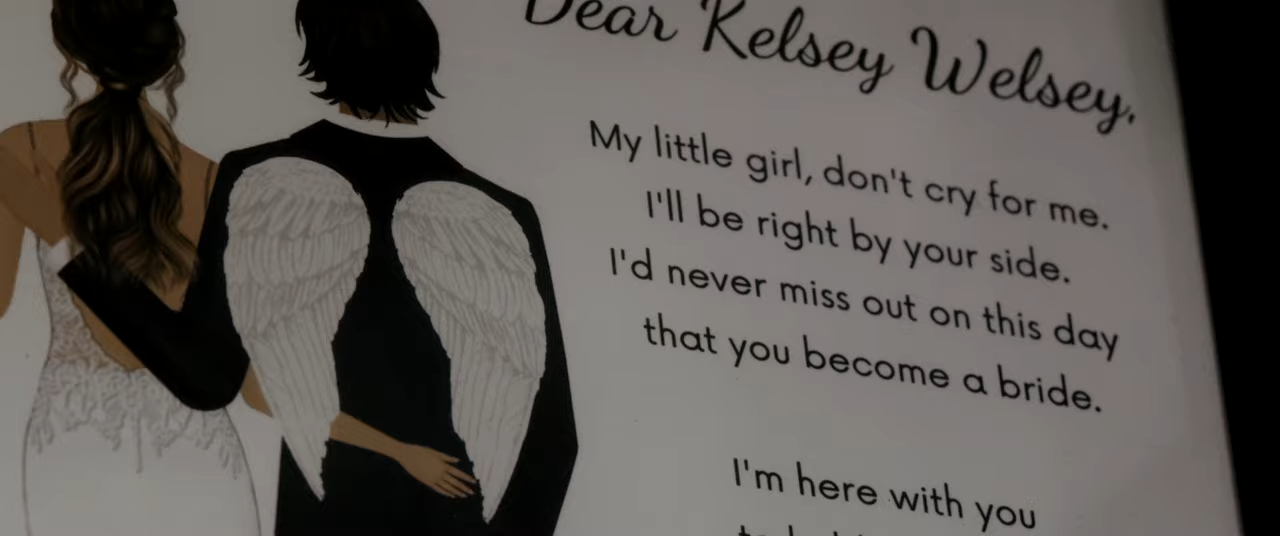 Dear Kelsey Welsey,
My little girl, don't cry for me.
I'll be right by your side.
I'd never miss out on this day
that you become a bride.
I'm here with you